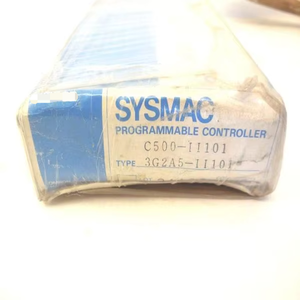 SYSMAC
PROGRAMMABLE CONTROLLER
C500-II101
TYPE 3G2A5-II101